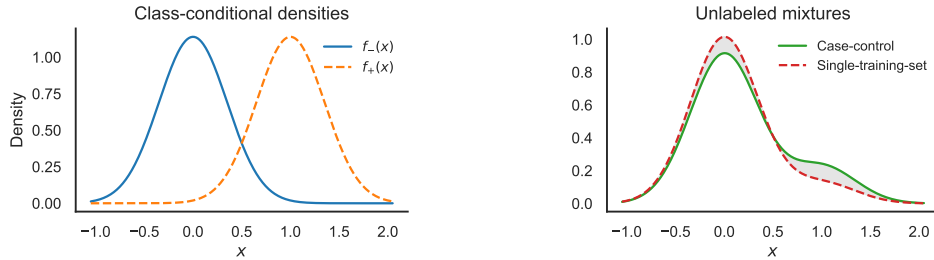 Class-conditional densities
1.00
0.75
0.50
0.25
0.00
Density
f₋(x)
f₊(x)
−1.0 −0.5 0.0 0.5 1.0 1.5 2.0
x
Unlabeled mixtures
1.0
0.8
0.6
0.4
0.2
0.0
Case-control
Single-training-set
−1.0 −0.5 0.0 0.5 1.0 1.5 2.0
x